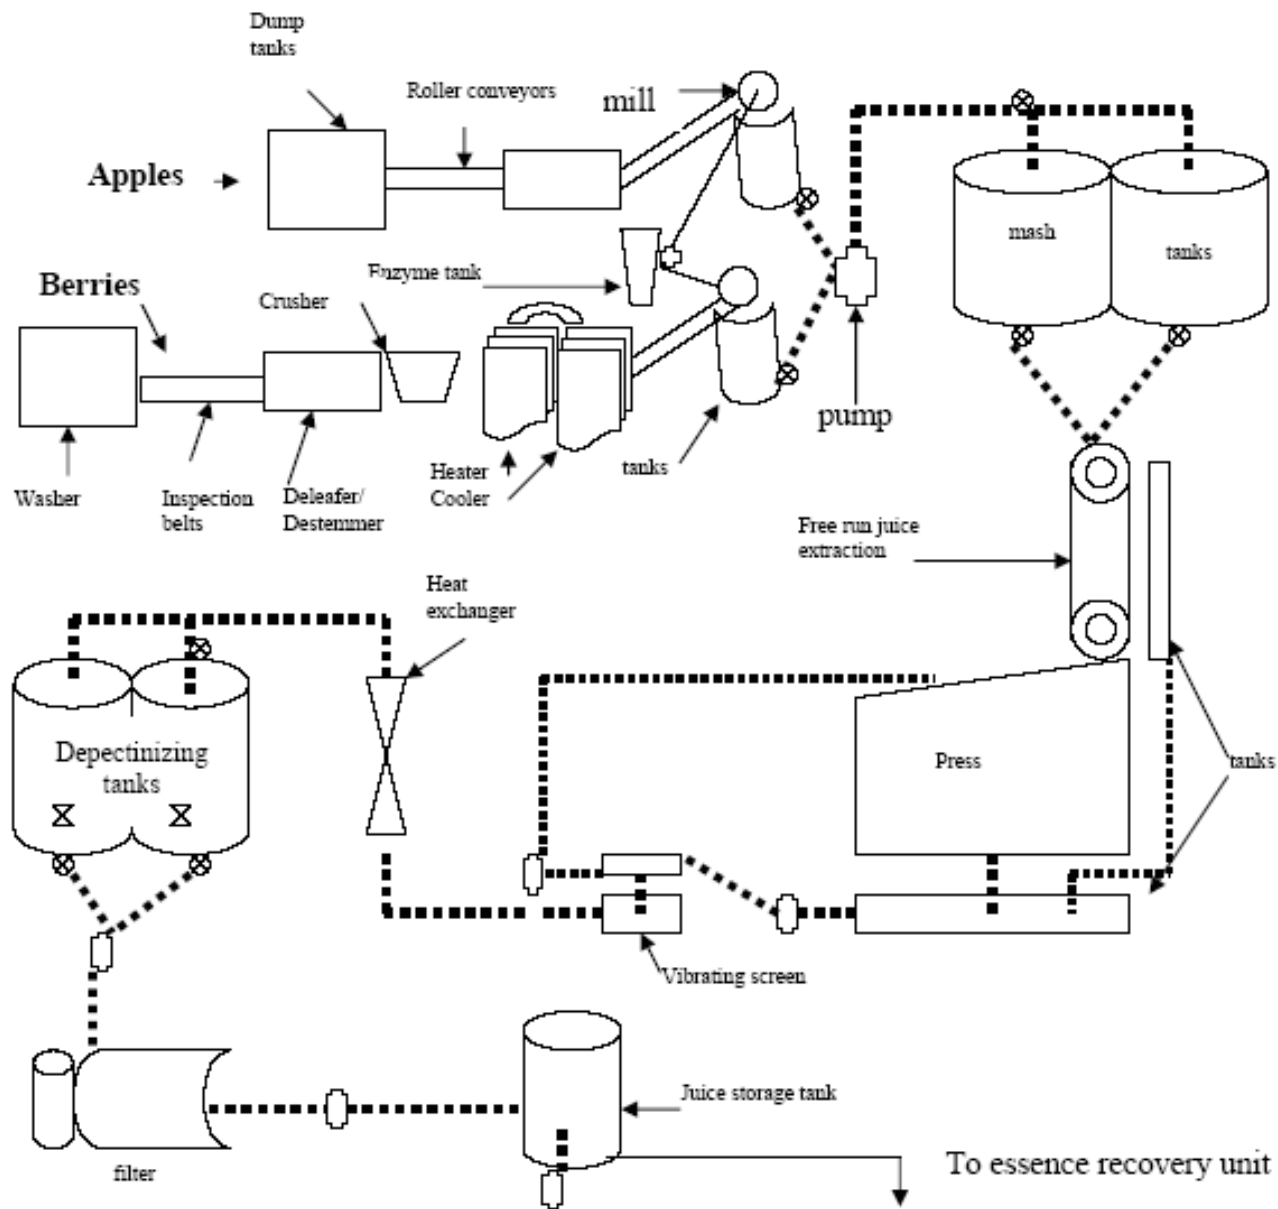 Dump
tanks
Roller conveyors
mill
Apples
mash
tanks
Enzyme tank
Berries
Crusher
pump
Heater
Cooler
tanks
Washer
Inspection
belts
Deleafer/
Destemmer
Free run juice
extraction
Heat
exchanger
Depectinizing
tanks
Press
tanks
Vibrating screen
Juice storage tank
filter
To essence recovery unit